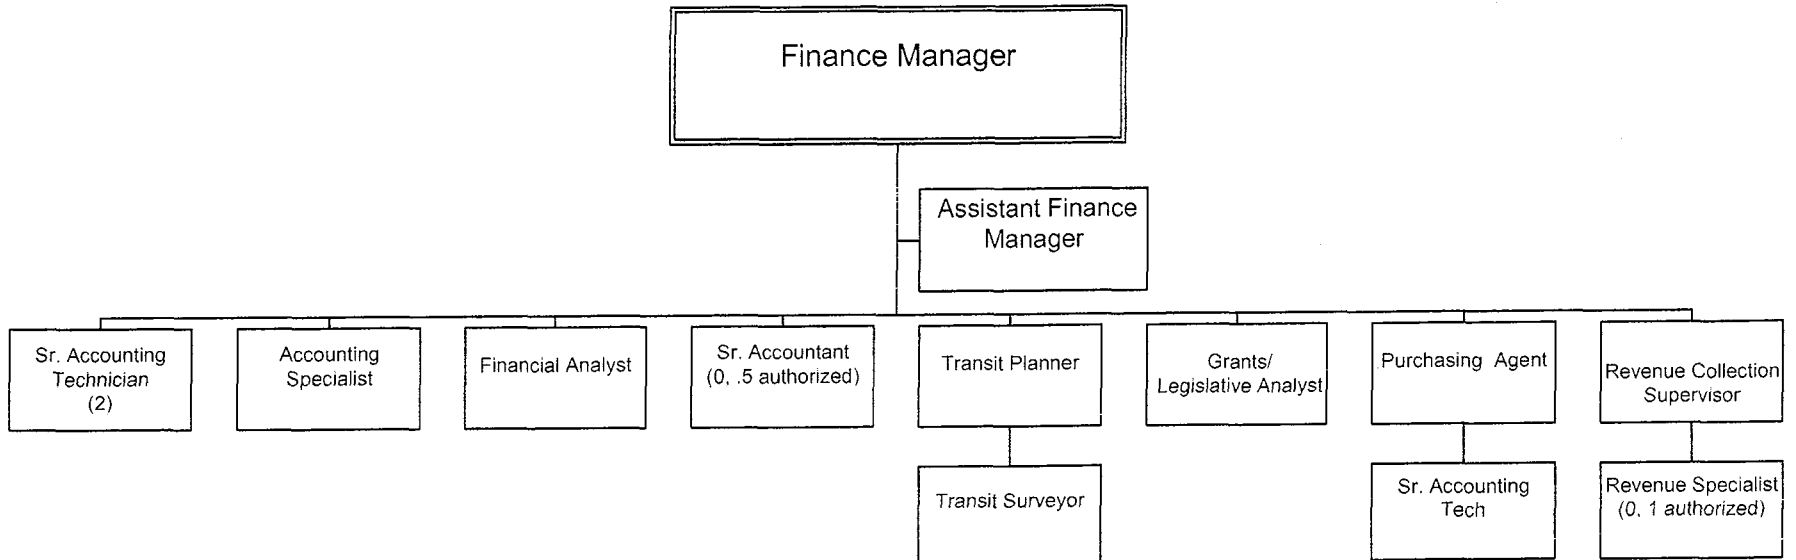 Finance Manager
Assistant Finance
Manager
Sr. Accounting
Technician
(2)
Accounting
Specialist
Financial Analyst
Sr. Accountant
(0, .5 authorized)
Transit Planner
Grants/
Legislative Analyst
Purchasing Agent
Revenue Collection
Supervisor
Transit Surveyor
Sr. Accounting
Tech
Revenue Specialist
(0, 1 authorized)